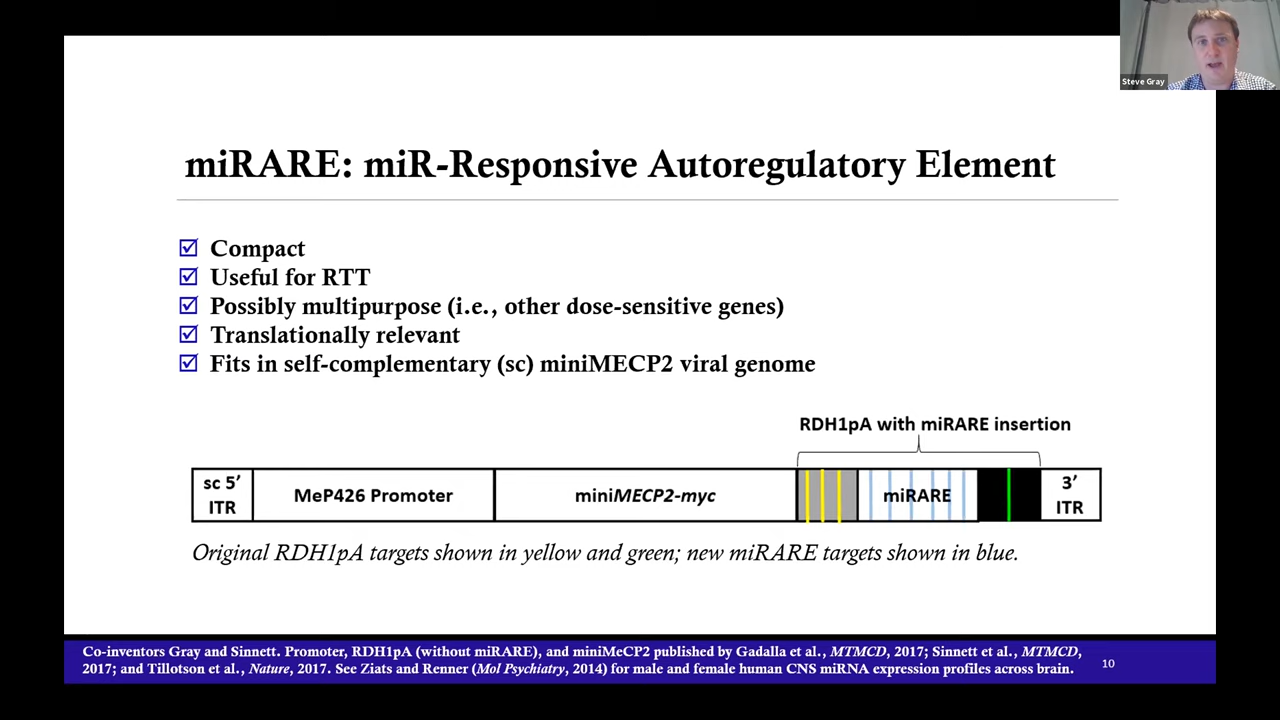 Steve Gray
miRARE: miR-Responsive Autoregulatory Element
Compact
Useful for RTT
Possibly multipurpose (i.e., other dose-sensitive genes)
Translationally relevant
Fits in self-complementary (sc) miniMECP2 viral genome
RDH1pA with miRARE insertion
sc 5’
ITR
MeP426 Promoter
miniMECP2-myc
miRARE
3’
ITR
Original RDH1pA targets shown in yellow and green; new miRARE targets shown in blue.
Co-inventors Gray and Sinnett. Promoter, RDH1pA (without miRARE), and miniMeCP2 published by Gadalla et al., MTMCD, 2017; Sinnett et al., MTMCD,
2017; and Tillotson et al., Nature, 2017. See Ziats and Renner (Mol Psychiatry, 2014) for male and female human CNS miRNA expression profiles across brain.
10